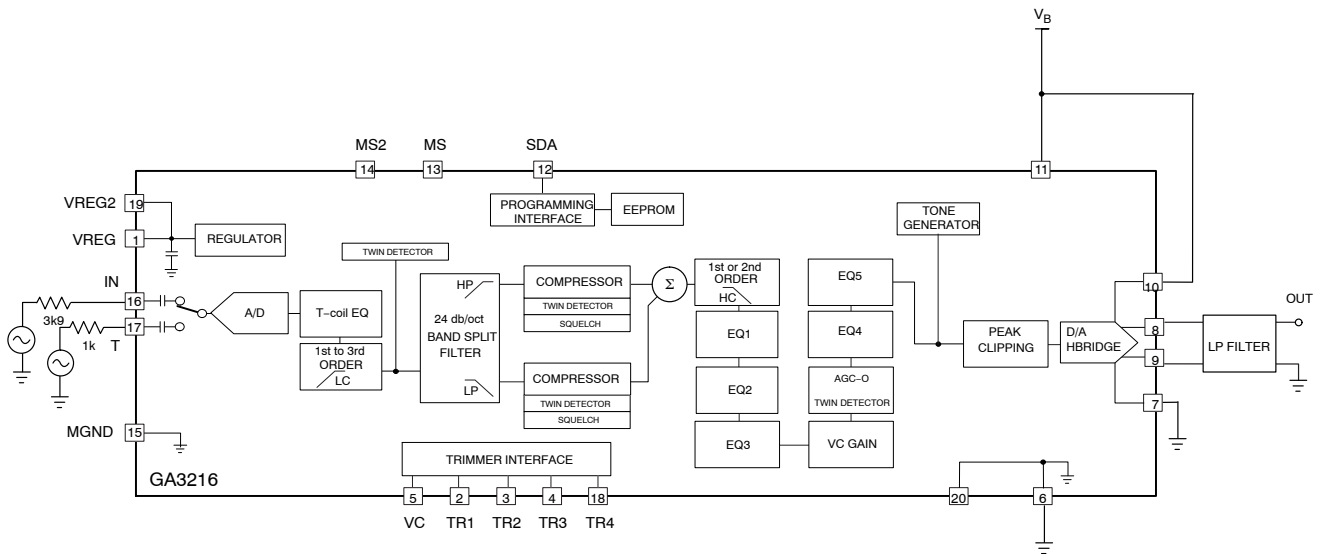 VB
11
MS2
MS
SDA
14
13
12
VREG2
19
VREG
1
REGULATOR
PROGRAMMING
INTERFACE
EEPROM
TONE
GENERATOR
TWIN DETECTOR
IN
16
3k9
17
1k
T
A/D
T-coil EQ
1st to 3rd
ORDER
LC
HP
24 db/oct
BAND SPLIT
FILTER
LP
COMPRESSOR
TWIN DETECTOR
SQUELCH
COMPRESSOR
TWIN DETECTOR
SQUELCH
Σ
1st or 2nd
ORDER
HC
EQ1
EQ2
EQ3
EQ5
EQ4
AGC-O
TWIN DETECTOR
VC GAIN
PEAK
CLIPPING
D/A
HBRIDGE
10
8
9
7
LP FILTER
OUT
MGND
15
GA3216
TRIMMER INTERFACE
5
2
3
4
18
20
6
VC
TR1
TR2
TR3
TR4